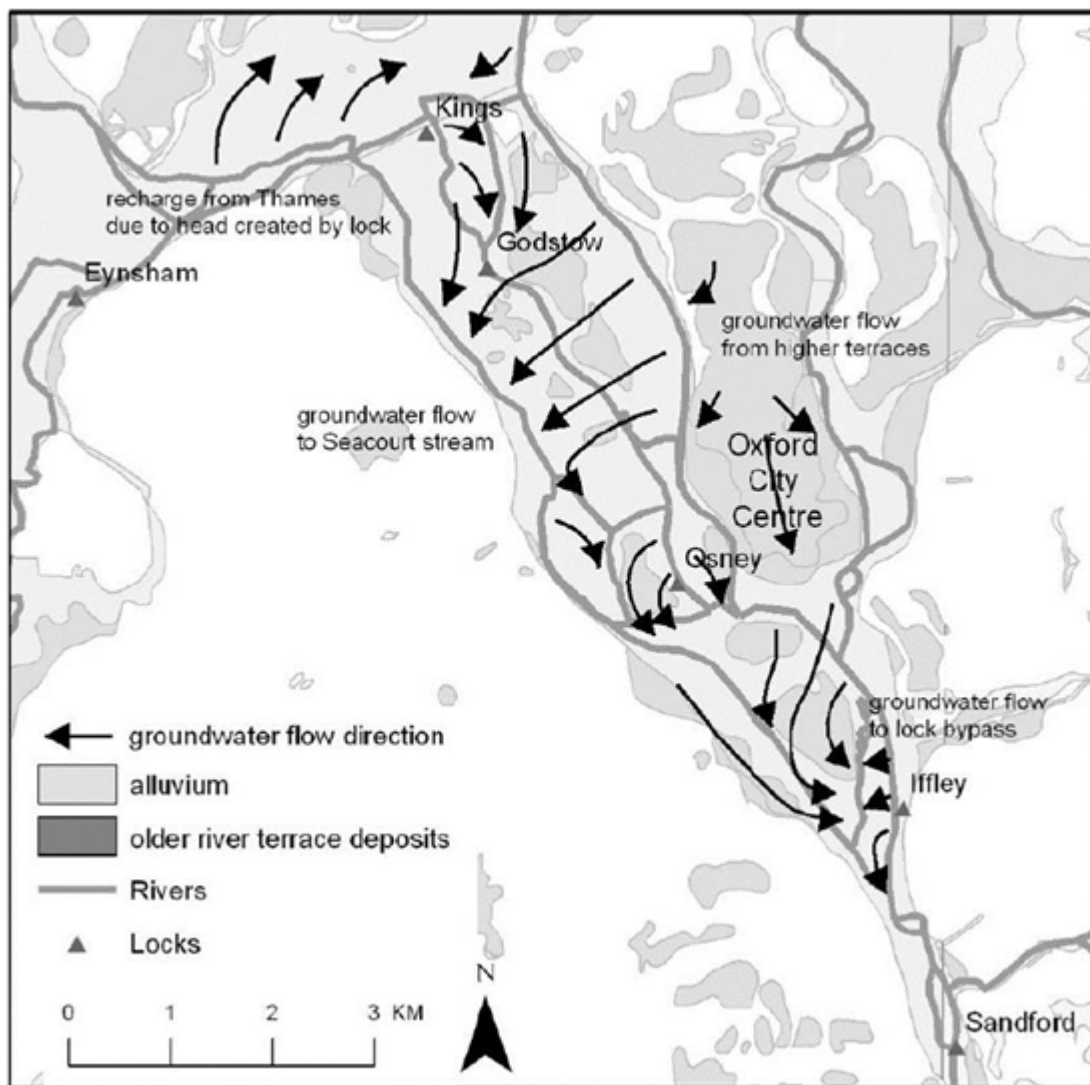 Kings
recharge from Thames
due to head created by lock
Godstow
Eynsham
groundwater flow
from higher terraces
groundwater flow
to Seacourt stream
Oxford
City
Centre
Osney
groundwater flow
to lock bypass
Iffley
groundwater flow direction
alluvium
older river terrace deposits
Rivers
Locks
N
0 1 2 3 KM
Sandford